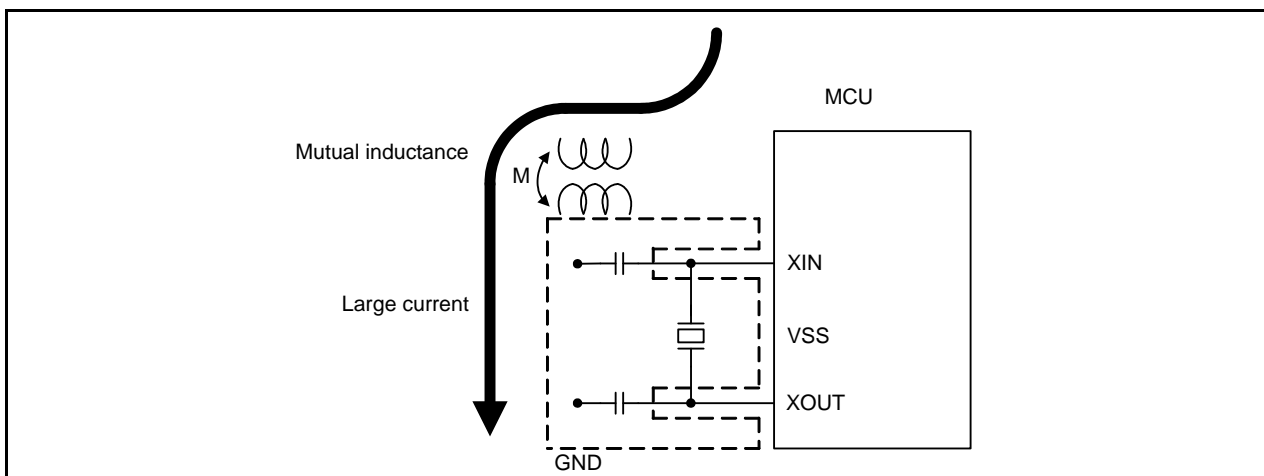 MCU
Mutual inductance
M
XIN
Large current
VSS
XOUT
GND